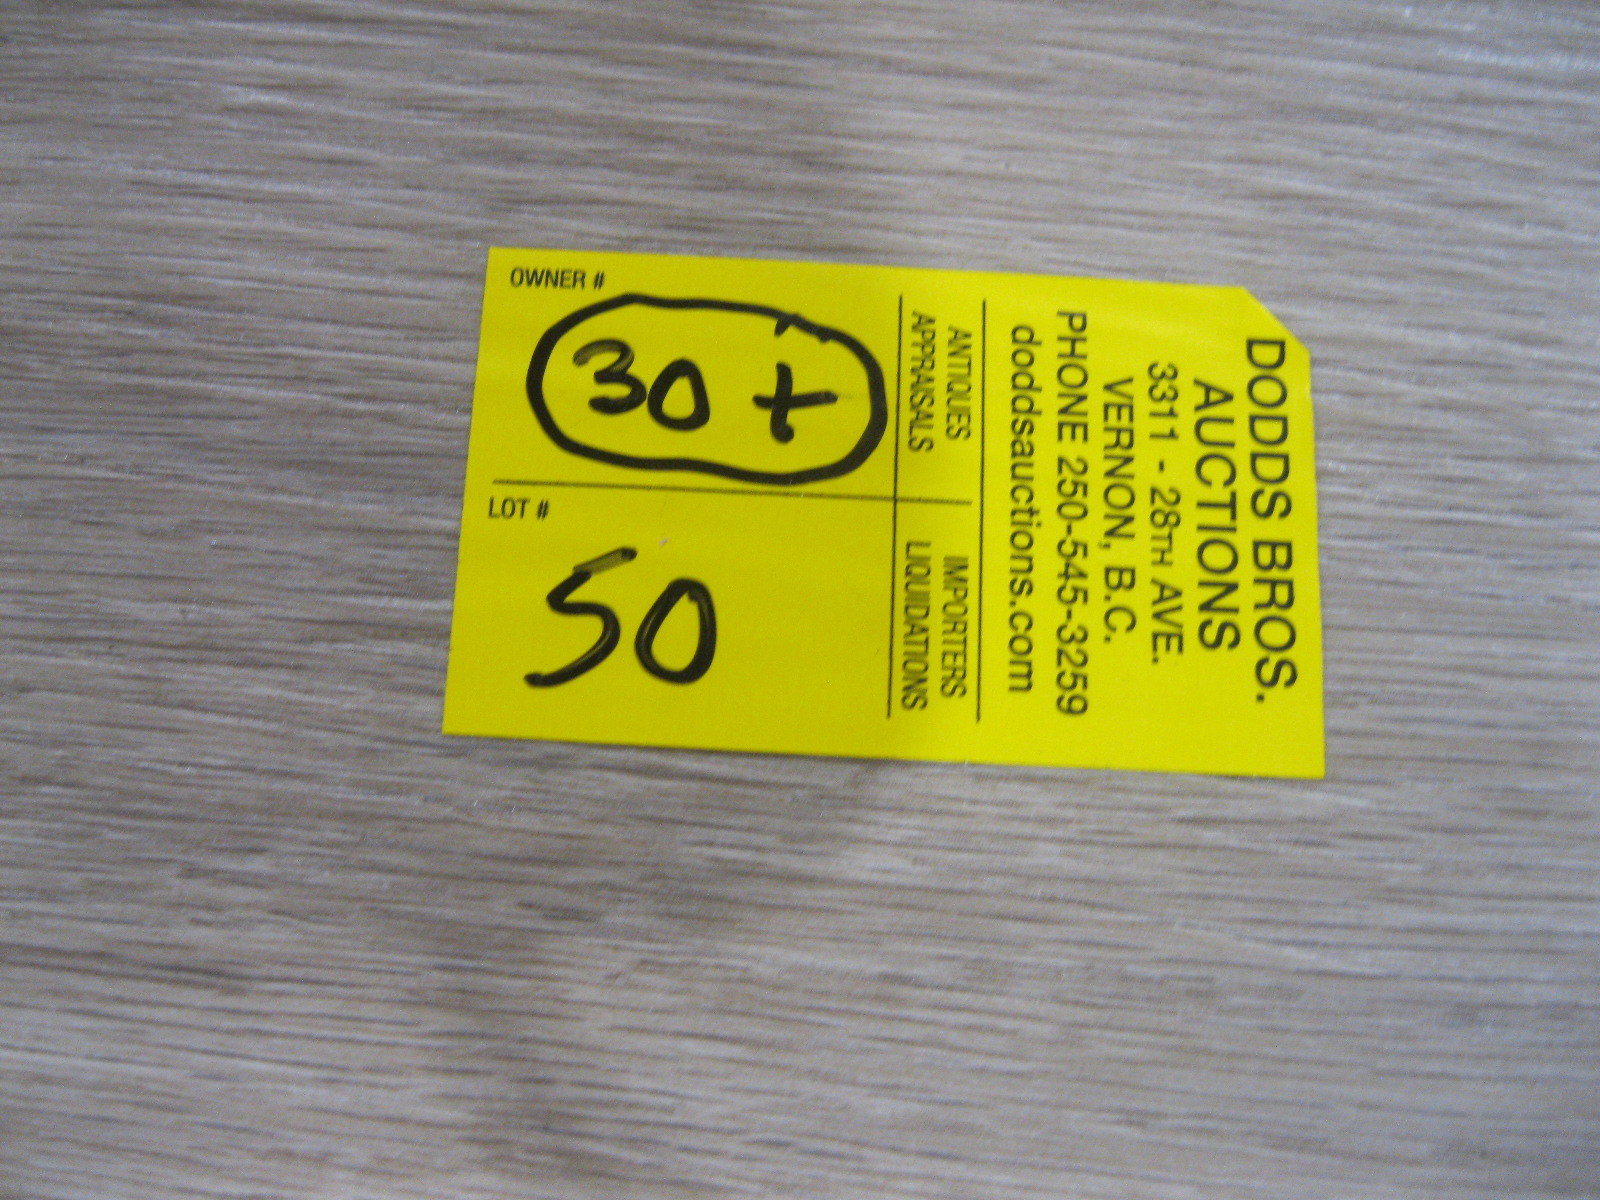 DODDS BROS.
AUCTIONS
3311 - 28TH AVE.
VERNON, B.C.
PHONE 250-545-3259
doddsauctions.com
ANTIQUES
APPRAISALS
IMPORTERS
LIQUIDATIONS
OWNER #
30 +
LOT #
50